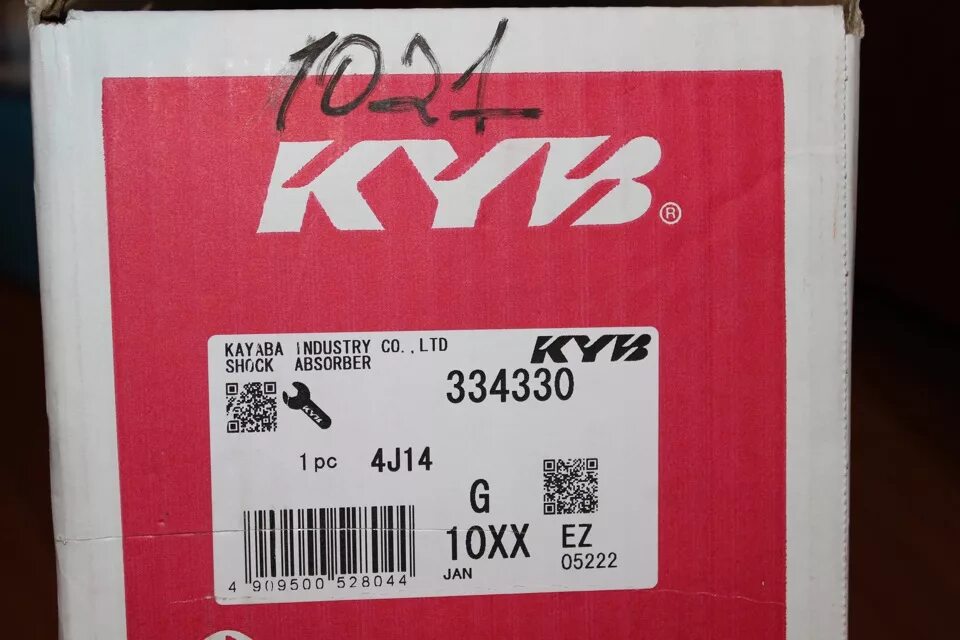 1021
KYB®
KAYABA INDUSTRY CO.,LTD
SHOCK ABSORBER
KYB
334330
KYB
1pc 4J14
G
10XX EZ
JAN 05222
4 909500 528044